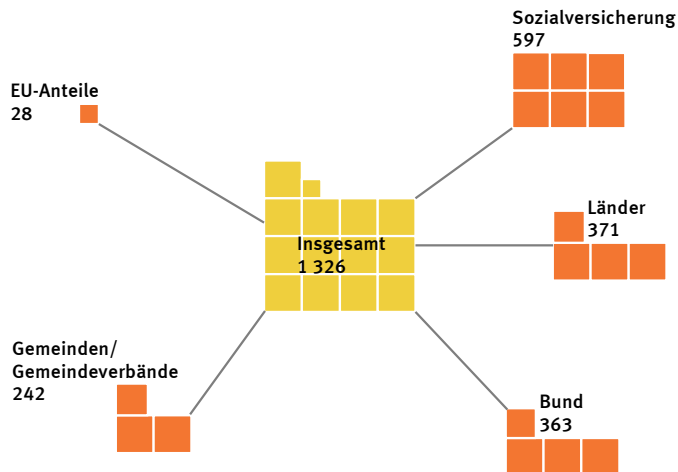 Sozialversicherung
597
EU-Anteile
28
Länder
371
Insgesamt
1 326
Gemeinden/
Gemeindeverbände
242
Bund
363